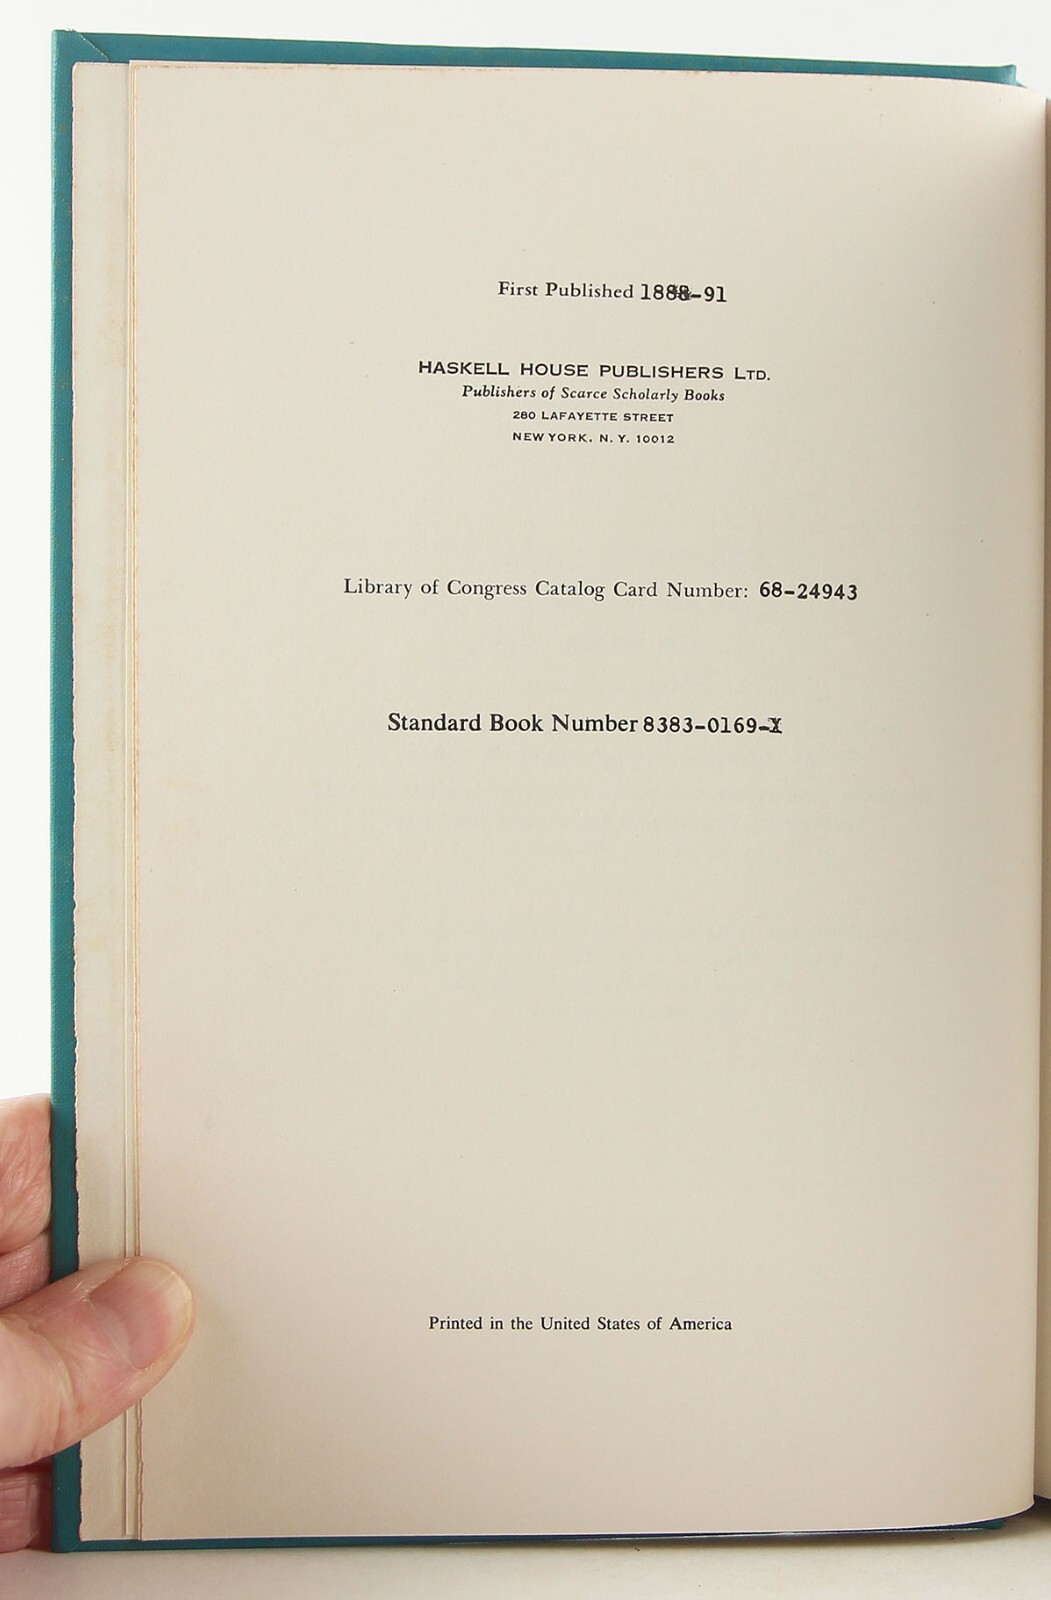 First Published 1888-91
HASKELL HOUSE PUBLISHERS LTD.
Publishers of Scarce Scholarly Books
280 LAFAYETTE STREET
NEW YORK, N. Y. 10012
Library of Congress Catalog Card Number: 68-24943
Standard Book Number 8383-0169-X
Printed in the United States of America